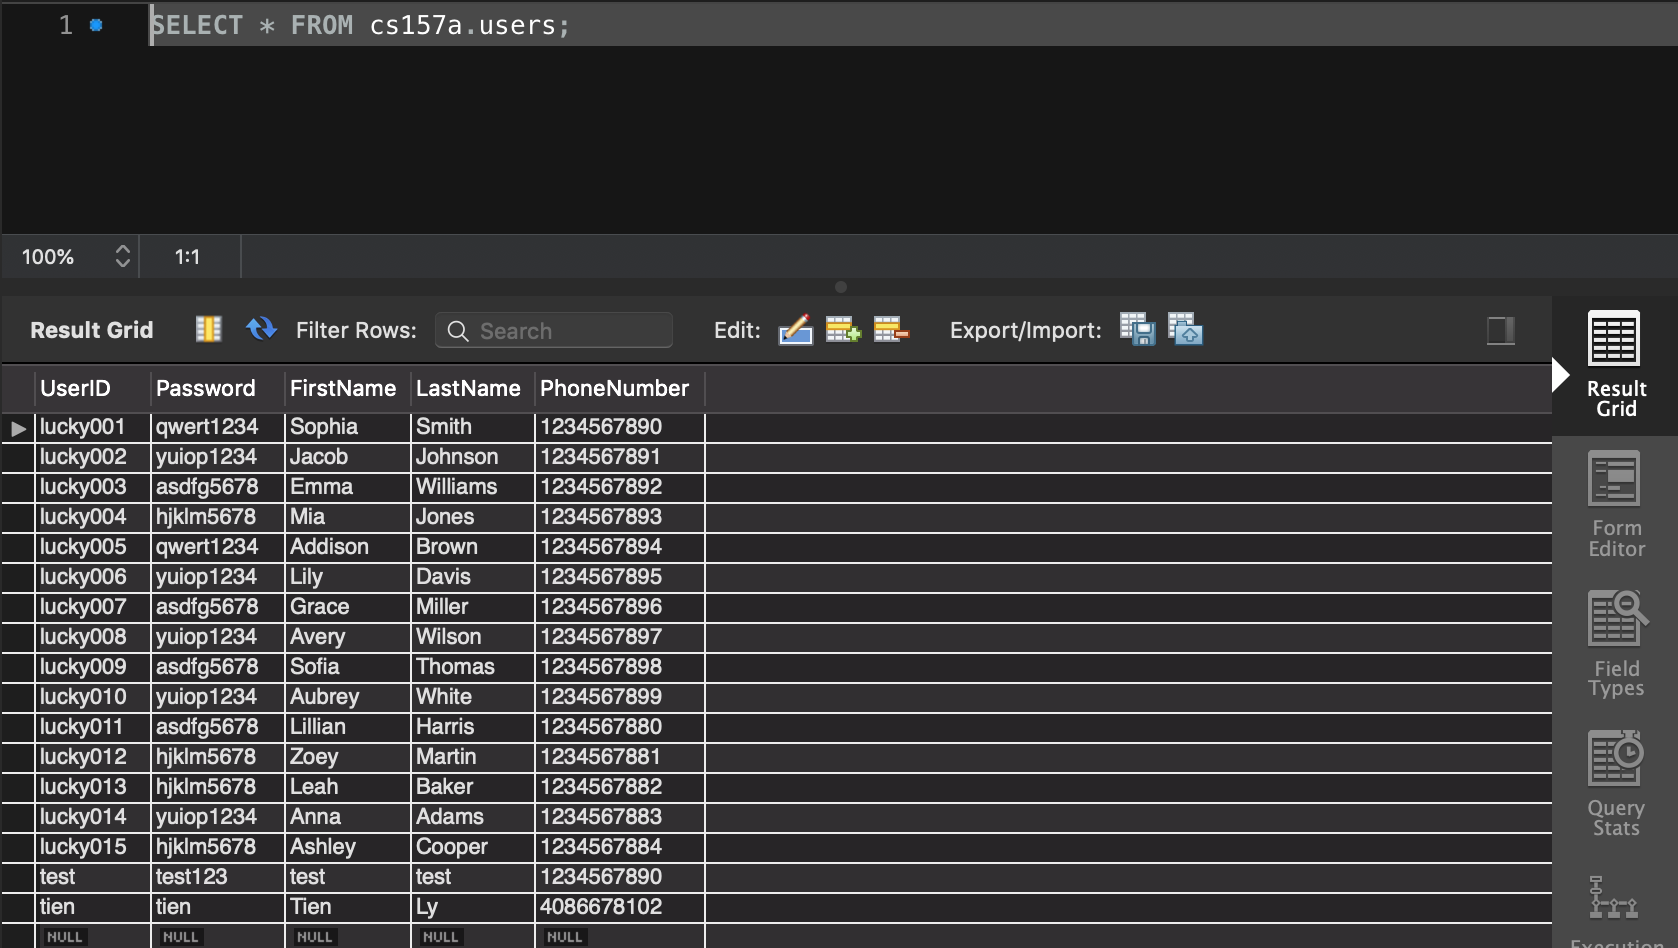 1 SELECT * FROM cs157a.users;
100% 1:1
Result Grid Filter Rows: Search Edit: Export/Import:
UserID Password FirstName LastName PhoneNumber
lucky001 qwert1234 Sophia Smith 1234567890
lucky002 yuiop1234 Jacob Johnson 1234567891
lucky003 asdfg5678 Emma Williams 1234567892
lucky004 hjklm5678 Mia Jones 1234567893
lucky005 qwert1234 Addison Brown 1234567894
lucky006 yuiop1234 Lily Davis 1234567895
lucky007 asdfg5678 Grace Miller 1234567896
lucky008 yuiop1234 Avery Wilson 1234567897
lucky009 asdfg5678 Sofia Thomas 1234567898
lucky010 yuiop1234 Aubrey White 1234567899
lucky011 asdfg5678 Lillian Harris 1234567880
lucky012 hjklm5678 Zoey Martin 1234567881
lucky013 hjklm5678 Leah Baker 1234567882
lucky014 yuiop1234 Anna Adams 1234567883
lucky015 hjklm5678 Ashley Cooper 1234567884
test test123 test test 1234567890
tien tien Tien Ly 4086678102
NULL NULL NULL NULL NULL
Result
Grid
Form
Editor
Field
Types
Query
Stats
Execution